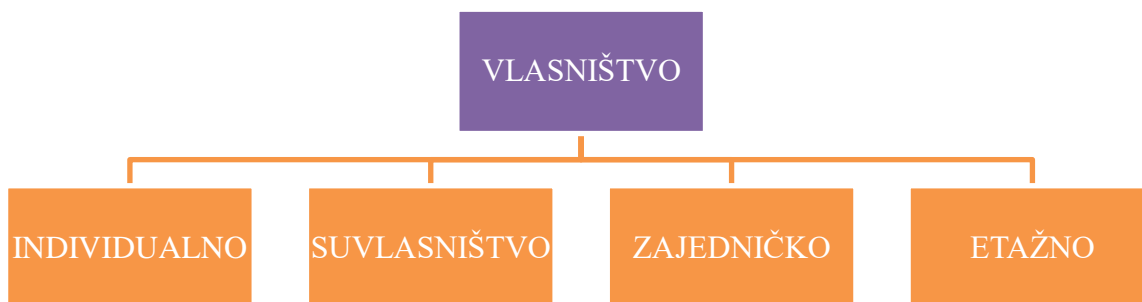 VLASNIŠTVO
INDIVIDUALNO
SUVLASNIŠTVO
ZAJEDNIČKO
ETAŽNO